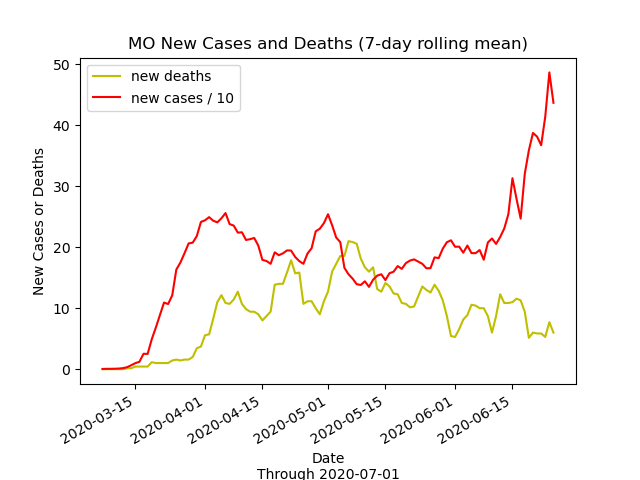 MO New Cases and Deaths (7-day rolling mean)
new deaths
new cases / 10
New Cases or Deaths
50
40
30
20
10
0
2020-03-15
2020-04-01
2020-04-15
2020-05-01
2020-05-15
2020-06-01
2020-06-15
Date
Through 2020-07-01